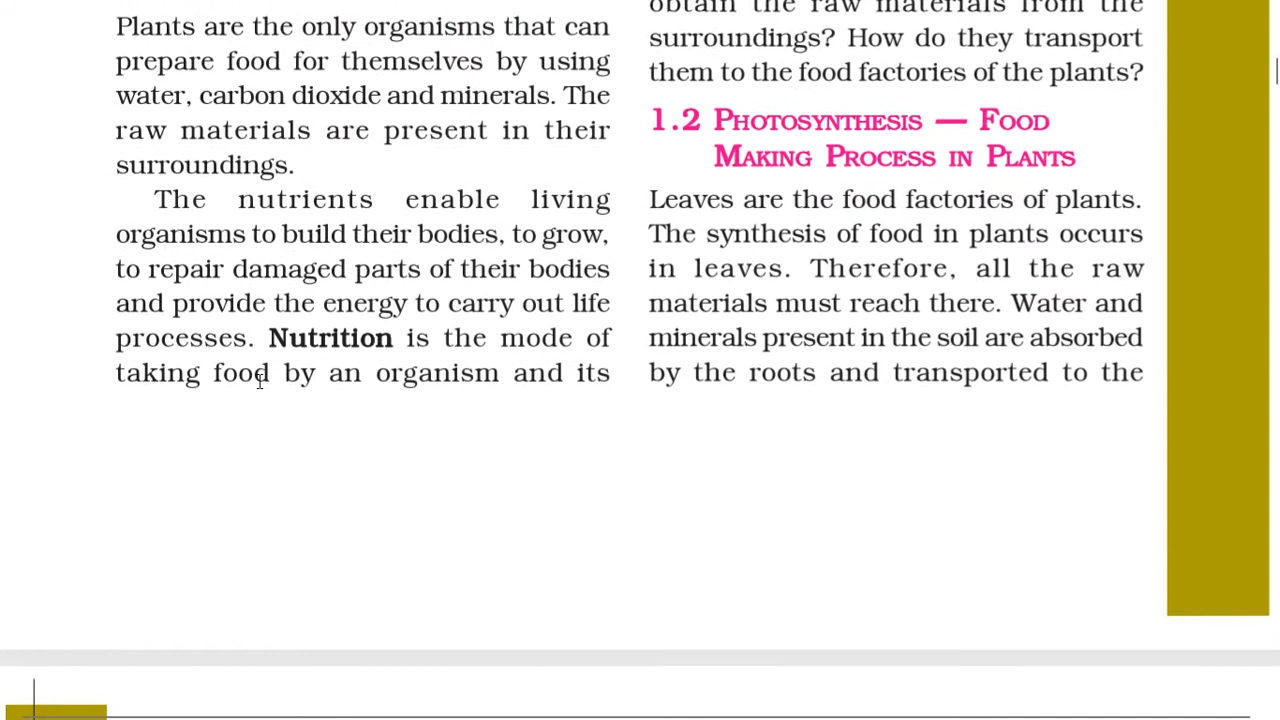 Plants are the only organisms that can
prepare food for themselves by using
water, carbon dioxide and minerals. The
raw materials are present in their
surroundings.
The nutrients enable living
organisms to build their bodies, to grow,
to repair damaged parts of their bodies
and provide the energy to carry out life
processes. Nutrition is the mode of
taking food by an organism and its
obtain the raw materials from the
surroundings? How do they transport
them to the food factories of the plants?
1.2 PHOTOSYNTHESIS — FOOD
MAKING PROCESS IN PLANTS
Leaves are the food factories of plants.
The synthesis of food in plants occurs
in leaves. Therefore, all the raw
materials must reach there. Water and
minerals present in the soil are absorbed
by the roots and transported to the